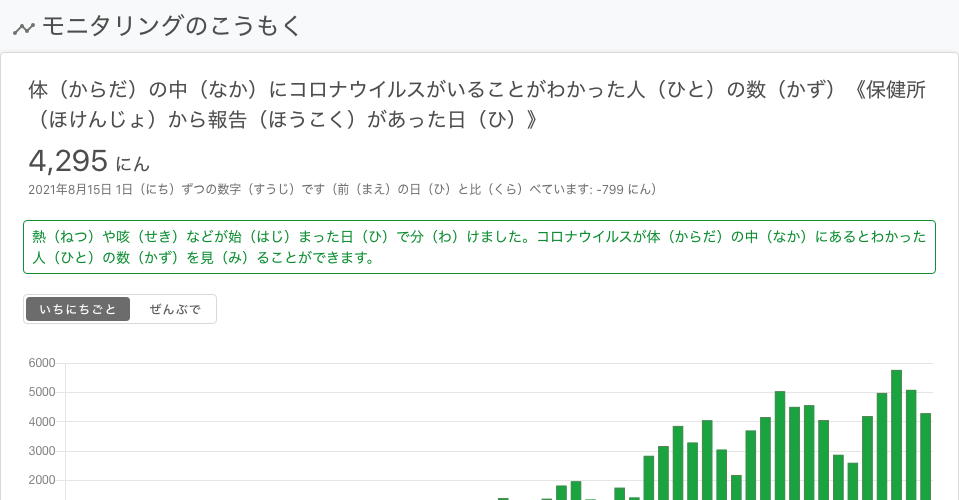 モニタリングのこうもく
体（からだ）の中（なか）にコロナウイルスがいることがわかった人（ひと）の数（かず）《保健所
（ほけんじょ）から報告（ほうこく）があった日（ひ）》
4,295 にん
2021年8月15日 1日（にち）ずつの数字（すうじ）です（前（まえ）の日（ひ）と比（くら）べています: -799 にん）
熱（ねつ）や咳（せき）などが始（はじ）まった日（ひ）で分（わ）けました。コロナウイルスが体（からだ）の中（なか）にあるとわかった
人（ひと）の数（かず）を見（み）ることができます。
いちにちごと ぜんぶで
6000
5000
4000
3000
2000